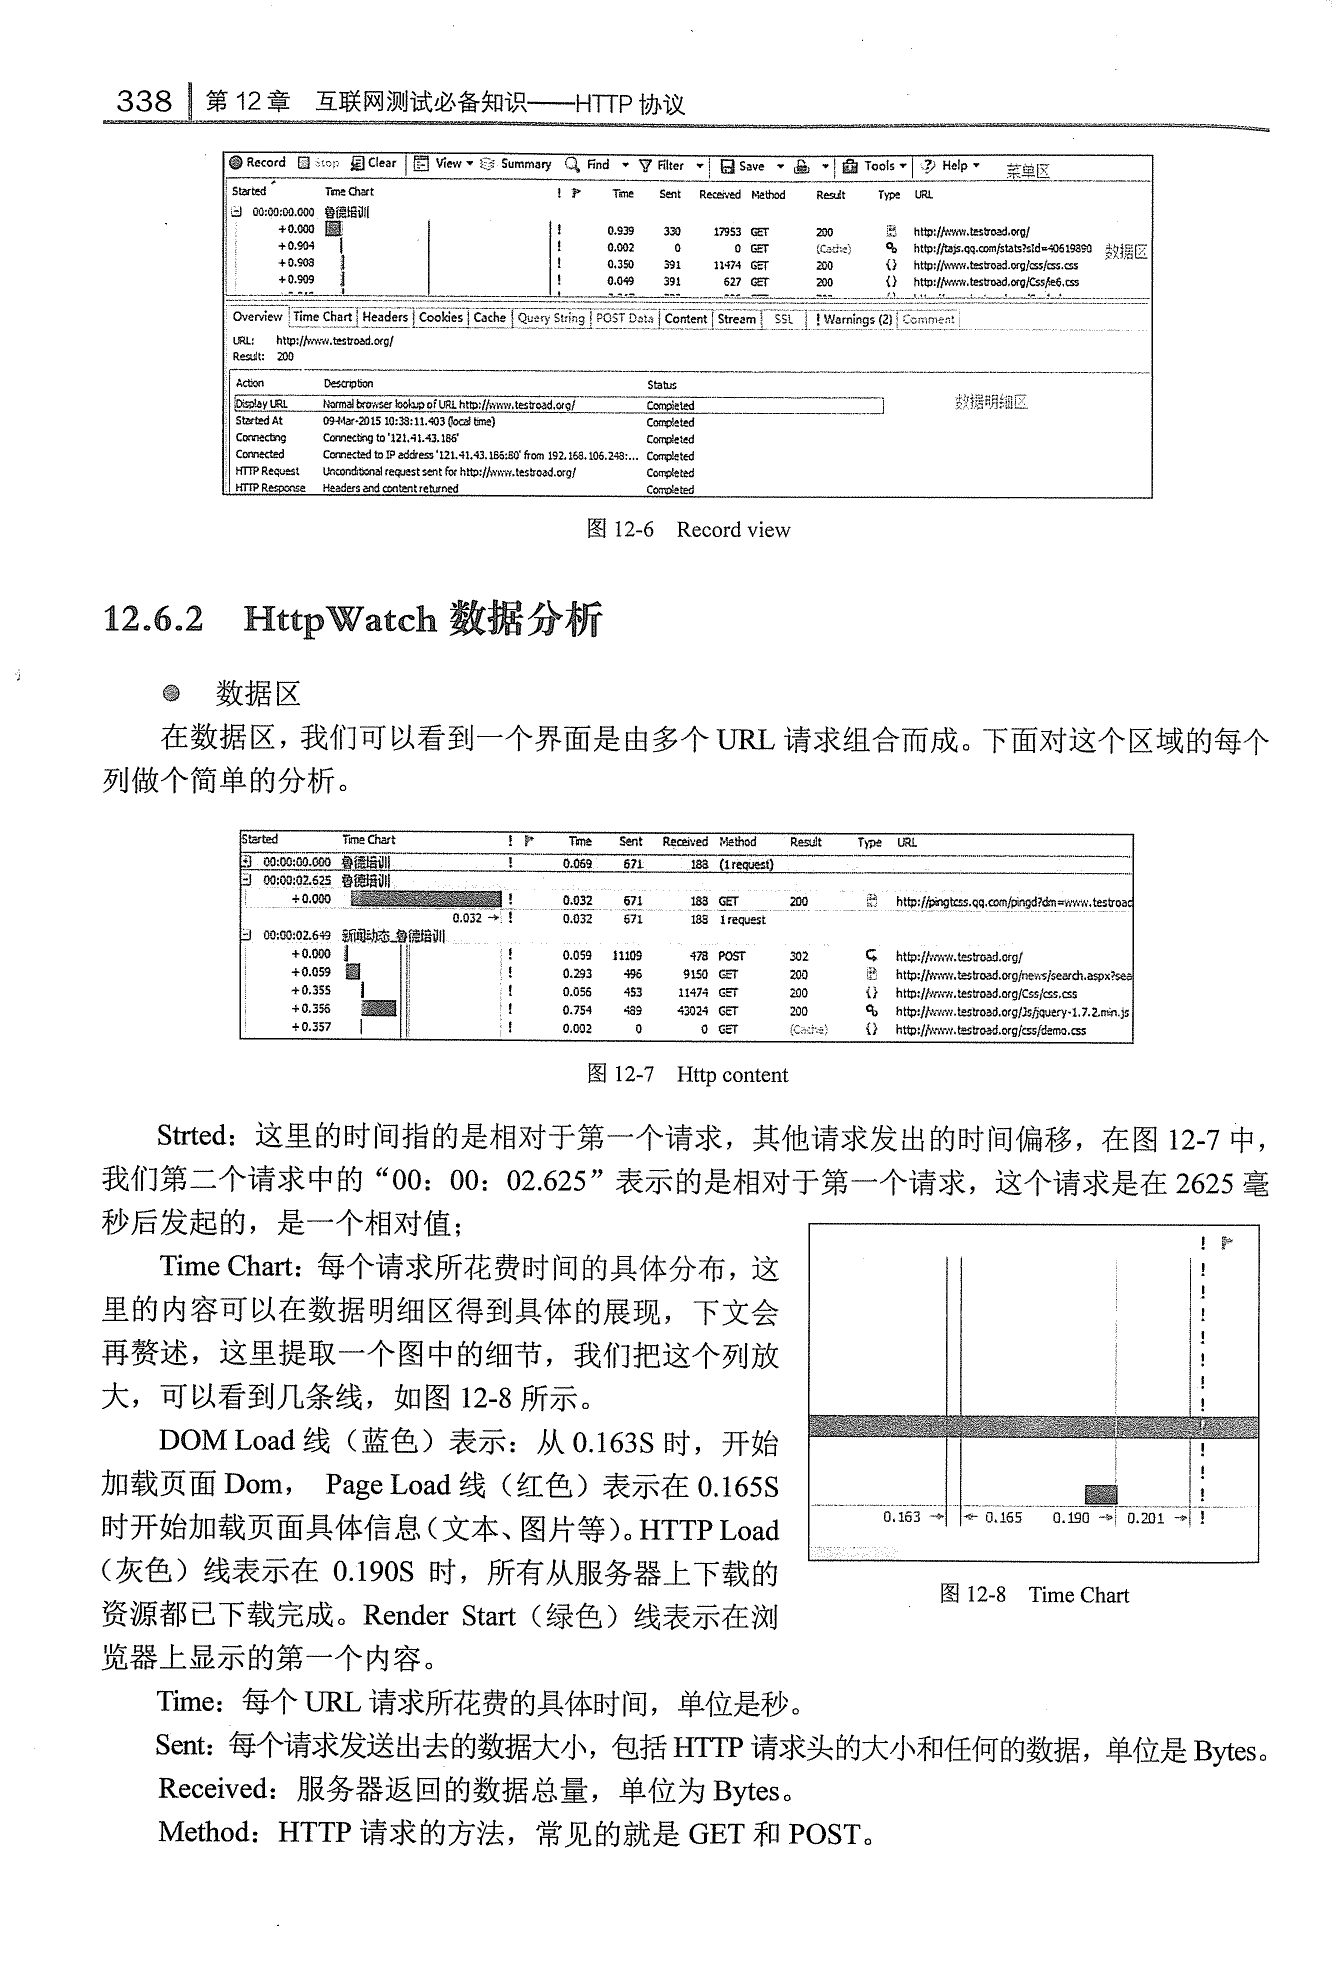 338 第 12 章 互联网测试必备知识——HTTP 协议
Record Stop Clear View Summary Find Filter Save Tools Help 菜单区
Started Time Chart ! Time Sent Received Method Result Type URL
00:00:00.000 鲁德培训
+0.000 ! 0.939 330 17953 GET 200 http://www.testroad.org/
+0.904 ! 0.002 0 0 GET (Cache) http://tajs.qq.com/stats?sId=40619890 数据区
+0.908 ! 0.350 391 11474 GET 200 {} http://www.testroad.org/css/css.css
+0.909 ! 0.049 391 627 GET 200 {} http://www.testroad.org/Css/ie6.css
Overview Time Chart Headers Cookies Cache Query String POST Data Content Stream SSL ! Warnings (2) Comment
URL: http://www.testroad.org/
Result: 200
Action Description Status
Display URL Normal browser lookup of URL http://www.testroad.org/ Completed 数据明细区
Started At 09-Mar-2015 10:38:11.403 (local time) Completed
Connecting Connecting to '121.41.43.186' Completed
Connected Connected to IP address '121.41.43.186:80' from 192.168.106.248:... Completed
HTTP Request Unconditional request sent for http://www.testroad.org/ Completed
HTTP Response Headers and content returned Completed
图 12-6 Record view
12.6.2 HttpWatch 数据分析
● 数据区
在数据区，我们可以看到一个界面是由多个 URL 请求组合而成。下面对这个区域的每个
列做个简单的分析。
Started Time Chart ! Time Sent Received Method Result Type URL
00:00:00.000 鲁德培训 ! 0.069 671 188 (1 request)
00:00:02.625 鲁德培训
+0.000 ! 0.032 671 188 GET 200 http://pingtcss.qq.com/pingd?dm=www.testroad
0.032 → ! 0.032 671 188 1 request
00:00:02.649 新闻动态_鲁德培训
+0.000 ! 0.059 11109 478 POST 302 http://www.testroad.org/
+0.059 ! 0.293 496 9150 GET 200 http://www.testroad.org/news/search.aspx?sea
+0.355 ! 0.056 453 11474 GET 200 {} http://www.testroad.org/Css/css.css
+0.356 ! 0.754 489 43024 GET 200 http://www.testroad.org/Js/jquery-1.7.2.min.js
+0.357 ! 0.002 0 0 GET (Cache) {} http://www.testroad.org/css/demo.css
图 12-7 Http content
Strted：这里的时间指的是相对于第一个请求，其他请求发出的时间偏移，在图 12-7 中，
我们第二个请求中的“00：00：02.625”表示的是相对于第一个请求，这个请求是在 2625 毫
秒后发起的，是一个相对值；
Time Chart：每个请求所花费时间的具体分布，这
里的内容可以在数据明细区得到具体的展现，下文会
再赘述，这里提取一个图中的细节，我们把这个列放
大，可以看到几条线，如图 12-8 所示。
DOM Load 线（蓝色）表示：从 0.163S 时，开始
加载页面 Dom， Page Load 线（红色）表示在 0.165S
时开始加载页面具体信息（文本、图片等）。HTTP Load
（灰色）线表示在 0.190S 时，所有从服务器上下载的
资源都已下载完成。Render Start（绿色）线表示在浏
览器上显示的第一个内容。
0.163 → ← 0.165 0.190 → 0.201 → !
图 12-8 Time Chart
Time：每个 URL 请求所花费的具体时间，单位是秒。
Sent：每个请求发送出去的数据大小，包括 HTTP 请求头的大小和任何的数据，单位是 Bytes。
Received：服务器返回的数据总量，单位为 Bytes。
Method：HTTP 请求的方法，常见的就是 GET 和 POST。